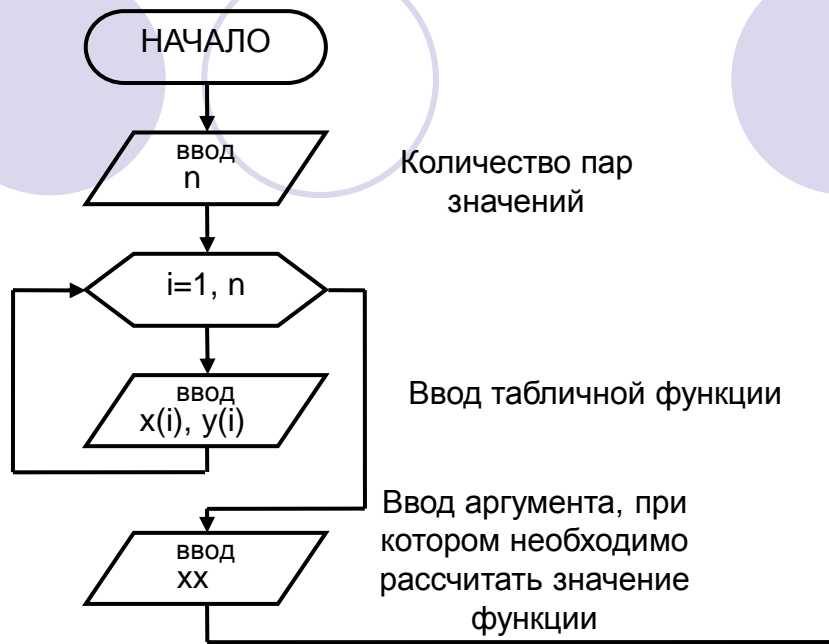 НАЧАЛО
ввод
n
Количество пар
значений
i=1, n
ввод
x(i), y(i)
Ввод табличной функции
ввод
xx
Ввод аргумента, при
котором необходимо
рассчитать значение
функции